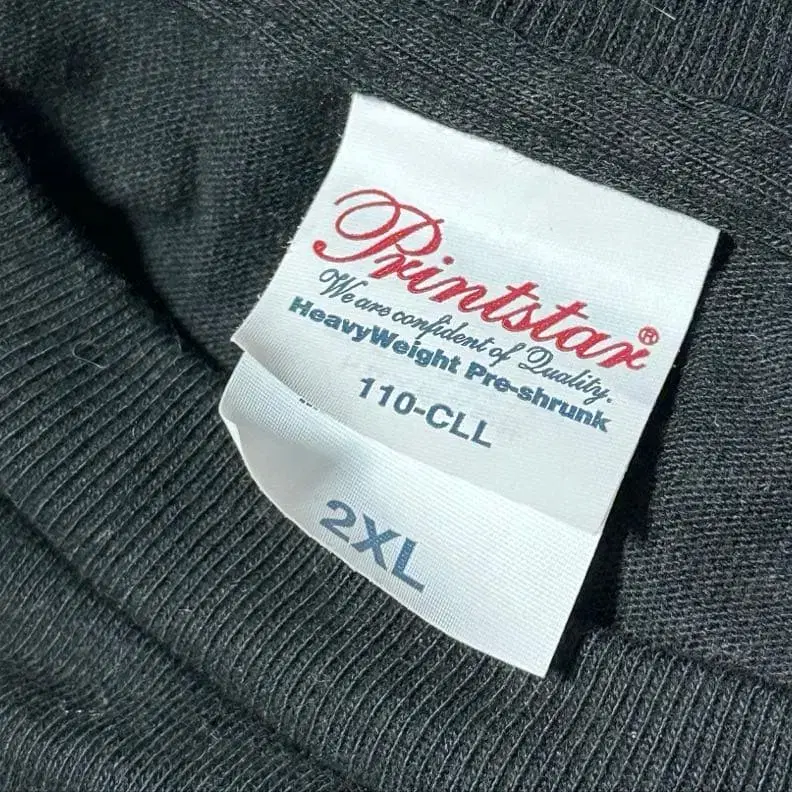 Printstar®
We are confident of Quality.
HeavyWeight Pre-shrunk
110-CLL
2XL